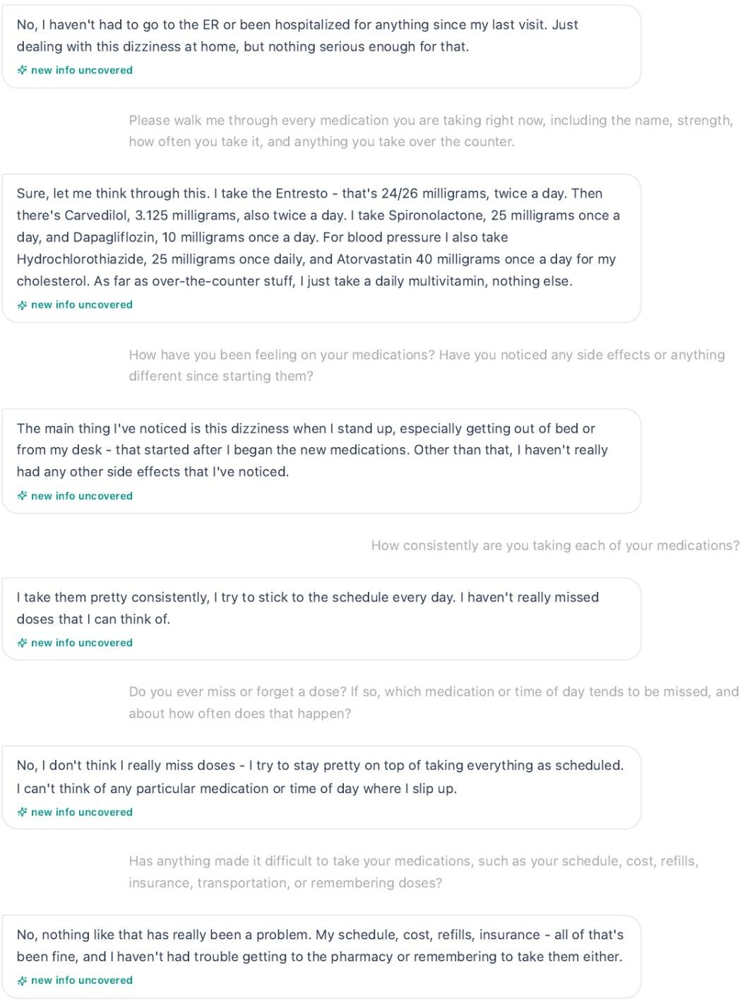 No, I haven't had to go to the ER or been hospitalized for anything since my last visit. Just
dealing with this dizziness at home, but nothing serious enough for that.
new info uncovered
Please walk me through every medication you are taking right now, including the name, strength,
how often you take it, and anything you take over the counter.
Sure, let me think through this. I take the Entresto - that's 24/26 milligrams, twice a day. Then
there's Carvedilol, 3.125 milligrams, also twice a day. I take Spironolactone, 25 milligrams once a
day, and Dapagliflozin, 10 milligrams once a day. For blood pressure I also take
Hydrochlorothiazide, 25 milligrams once daily, and Atorvastatin 40 milligrams once a day for my
cholesterol. As far as over-the-counter stuff, I just take a daily multivitamin, nothing else.
new info uncovered
How have you been feeling on your medications? Have you noticed any side effects or anything
different since starting them?
The main thing I've noticed is this dizziness when I stand up, especially getting out of bed or
from my desk - that started after I began the new medications. Other than that, I haven't really
had any other side effects that I've noticed.
new info uncovered
How consistently are you taking each of your medications?
I take them pretty consistently, I try to stick to the schedule every day. I haven't really missed
doses that I can think of.
new info uncovered
Do you ever miss or forget a dose? If so, which medication or time of day tends to be missed, and
about how often does that happen?
No, I don't think I really miss doses - I try to stay pretty on top of taking everything as scheduled.
I can't think of any particular medication or time of day where I slip up.
new info uncovered
Has anything made it difficult to take your medications, such as your schedule, cost, refills,
insurance, transportation, or remembering doses?
No, nothing like that has really been a problem. My schedule, cost, refills, insurance - all of that's
been fine, and I haven't had trouble getting to the pharmacy or remembering to take them either.
new info uncovered